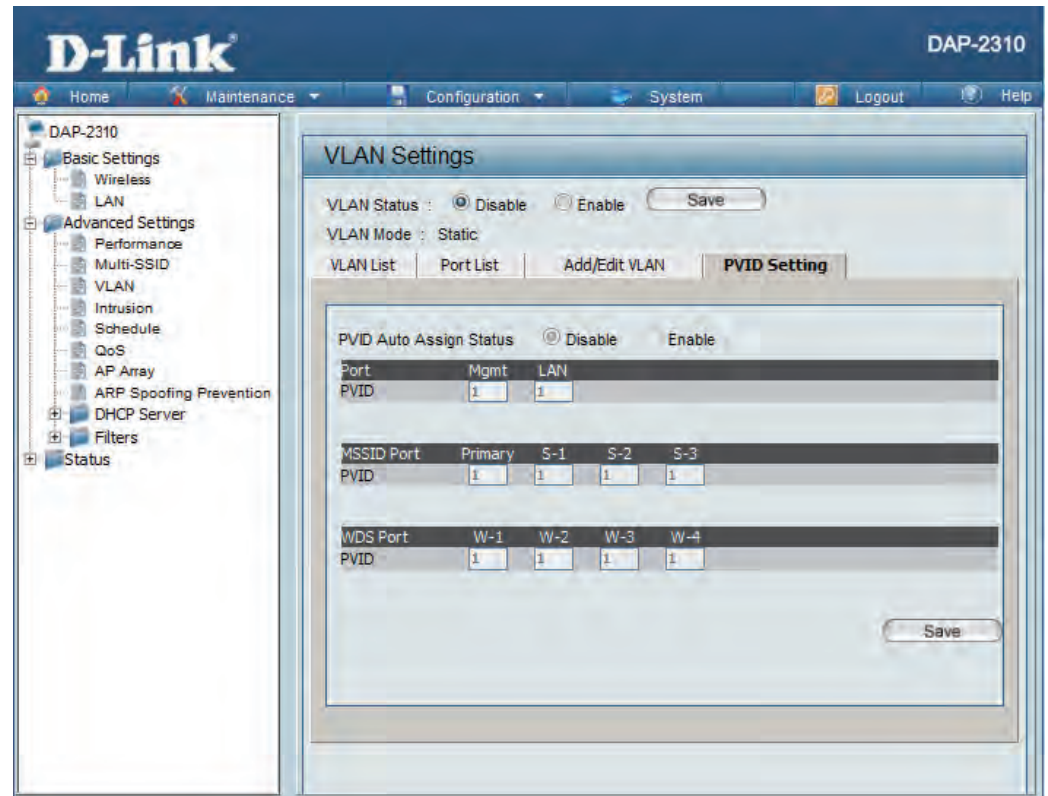 D-Link
DAP-2310
Home Maintenance Configuration System Logout Help
DAP-2310
Basic Settings
Wireless
LAN
Advanced Settings
Performance
Multi-SSID
VLAN
Intrusion
Schedule
QoS
AP Array
ARP Spoofing Prevention
DHCP Server
Filters
Status
VLAN Settings
VLAN Status : Disable Enable Save
VLAN Mode : Static
VLAN List Port List Add/Edit VLAN PVID Setting
PVID Auto Assign Status Disable Enable
Port Mgmt LAN
PVID 1 1
MSSID Port Primary S-1 S-2 S-3
PVID 1 1 1 1
WDS Port W-1 W-2 W-3 W-4
PVID 1 1 1 1
Save